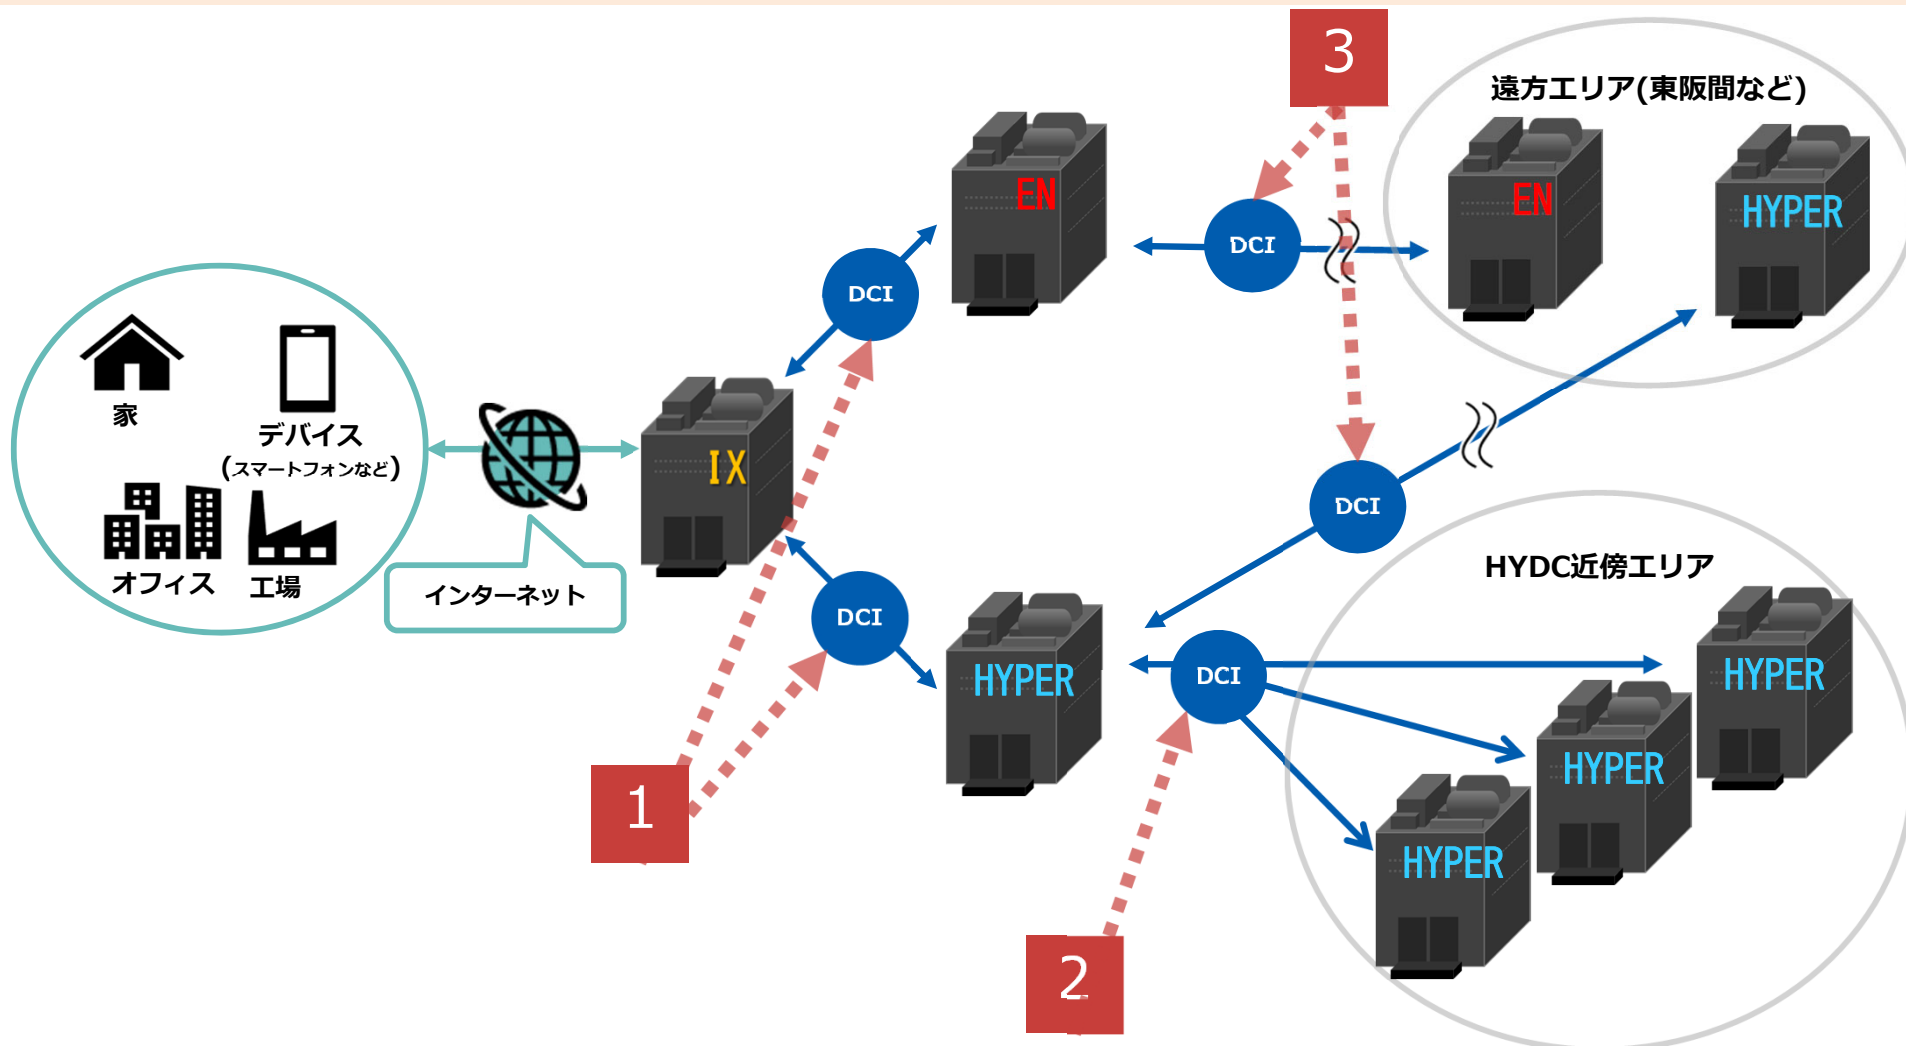 3
遠方エリア(東阪間など)
EN
EN
HYPER
DCI
DCI
家
デバイス
(スマートフォンなど)
オフィス
工場
インターネット
IX
DCI
HYDC近傍エリア
DCI
HYPER
DCI
HYPER
HYPER
HYPER
1
2